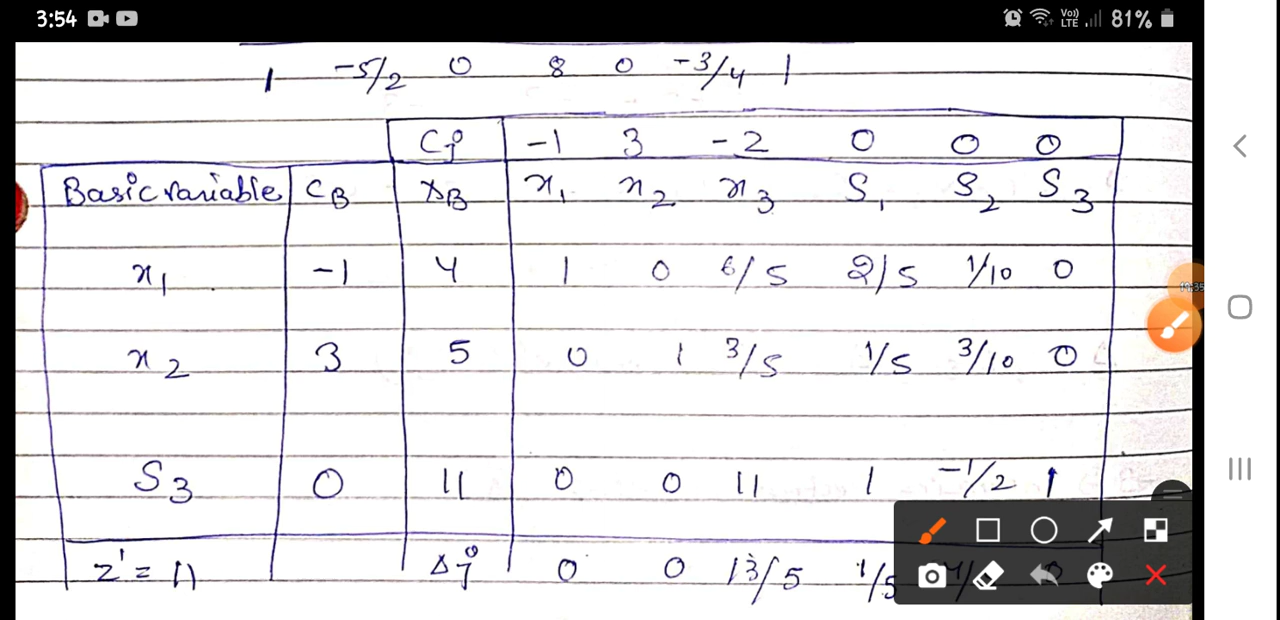 3:54 Vo)) LTE 81%
1 -5/2 0 8 0 -3/4 1
Cj -1 3 -2 0 0 0
Basic variable CB XB x1 x2 x3 S1 S2 S3
x1 -1 4 1 0 6/5 2/5 1/10 0
x2 3 5 0 1 3/5 1/5 3/10 0
S3 0 11 0 0 11 1 -1/2 1
z' = 11 Δj 0 0 13/5 1/5